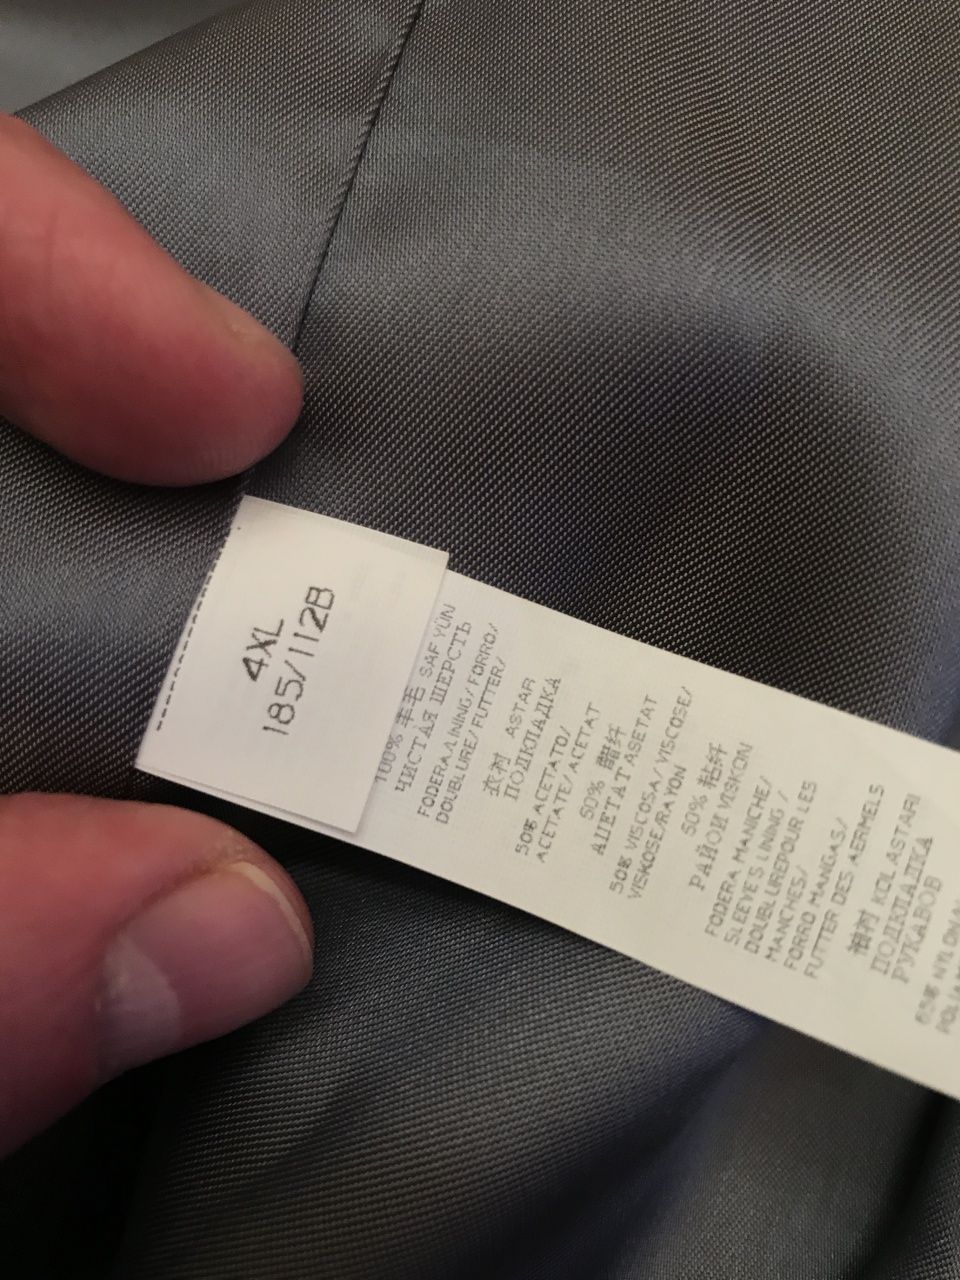 4XL
185/112B
100% 羊毛 SAF YÜN
ЧИСТАЯ ШЕРСТЬ
FODERA/LINING/FORRO/
DOUBLURE/FUTTER/
衣衬 ASTAR
ПОДКЛАДКА
50% ACETATO/
ACETATE/ACETAT
50% 醋纤
АЦЕТАТ ASETAT
50% VISCOSA/VISCOSE/
VISKOSE/RAYON
50% 粘纤
РАЙОН VISKON
FODERA MANICHE/
SLEEVES LINING /
DOUBLUREPOUR LES
MANCHES/
FORRO MANGAS/
FUTTER DES AERMELS
袖衬 KOL ASTARI
ПОДКЛАДКА
РУКАВОВ